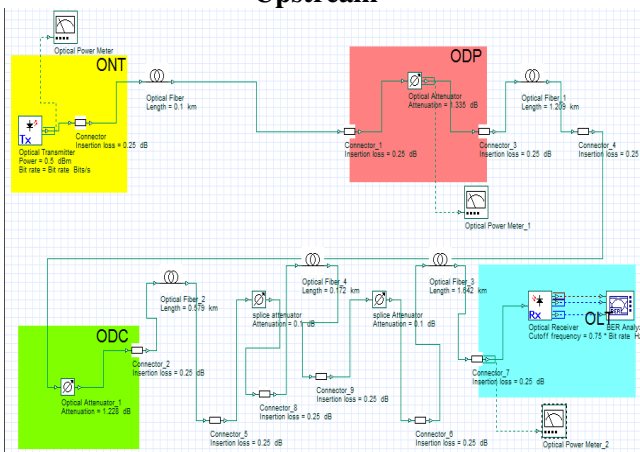 Upstream
Optical Power Meter
ONT
Optical Fiber
Length = 0.1 km
Tx
Optical Transmitter
Power = 0.5 dBm
Bit rate = Bit rate Bits/s
Connector
Insertion loss = 0.25 dB
ODP
Optical Attenuator
Attenuation = 1.335 dB
Connector_1
Insertion loss = 0.25 dB
Connector_3
Insertion loss = 0.25 dB
Optical Fiber_1
Length = 1.209 km
Connector_4
Insertion loss = 0.25
Optical Power Meter_1
ODC
Optical Attenuator_1
Attenuation = 1.228 dB
Connector_2
Insertion loss = 0.25 dB
Optical Fiber_2
Length = 0.579 km
Connector_5
Insertion loss = 0.25 dB
splice attenuator
Attenuation = 0.1 dB
Connector_8
Insertion loss = 0.25 dB
Optical Fiber_4
Length = 0.172 km
Connector_9
Insertion loss = 0.25 dB
splice attenuator
Attenuation = 0.1 dB
Connector_6
Insertion loss = 0.25 dB
Optical Fiber_3
Length = 1.642 km
Connector_7
Insertion loss = 0.25 dB
OLT
Rx
Optical Receiver
Cutoff frequency = 0.75 * Bit rate H
BER Analy
Optical Power Meter_2